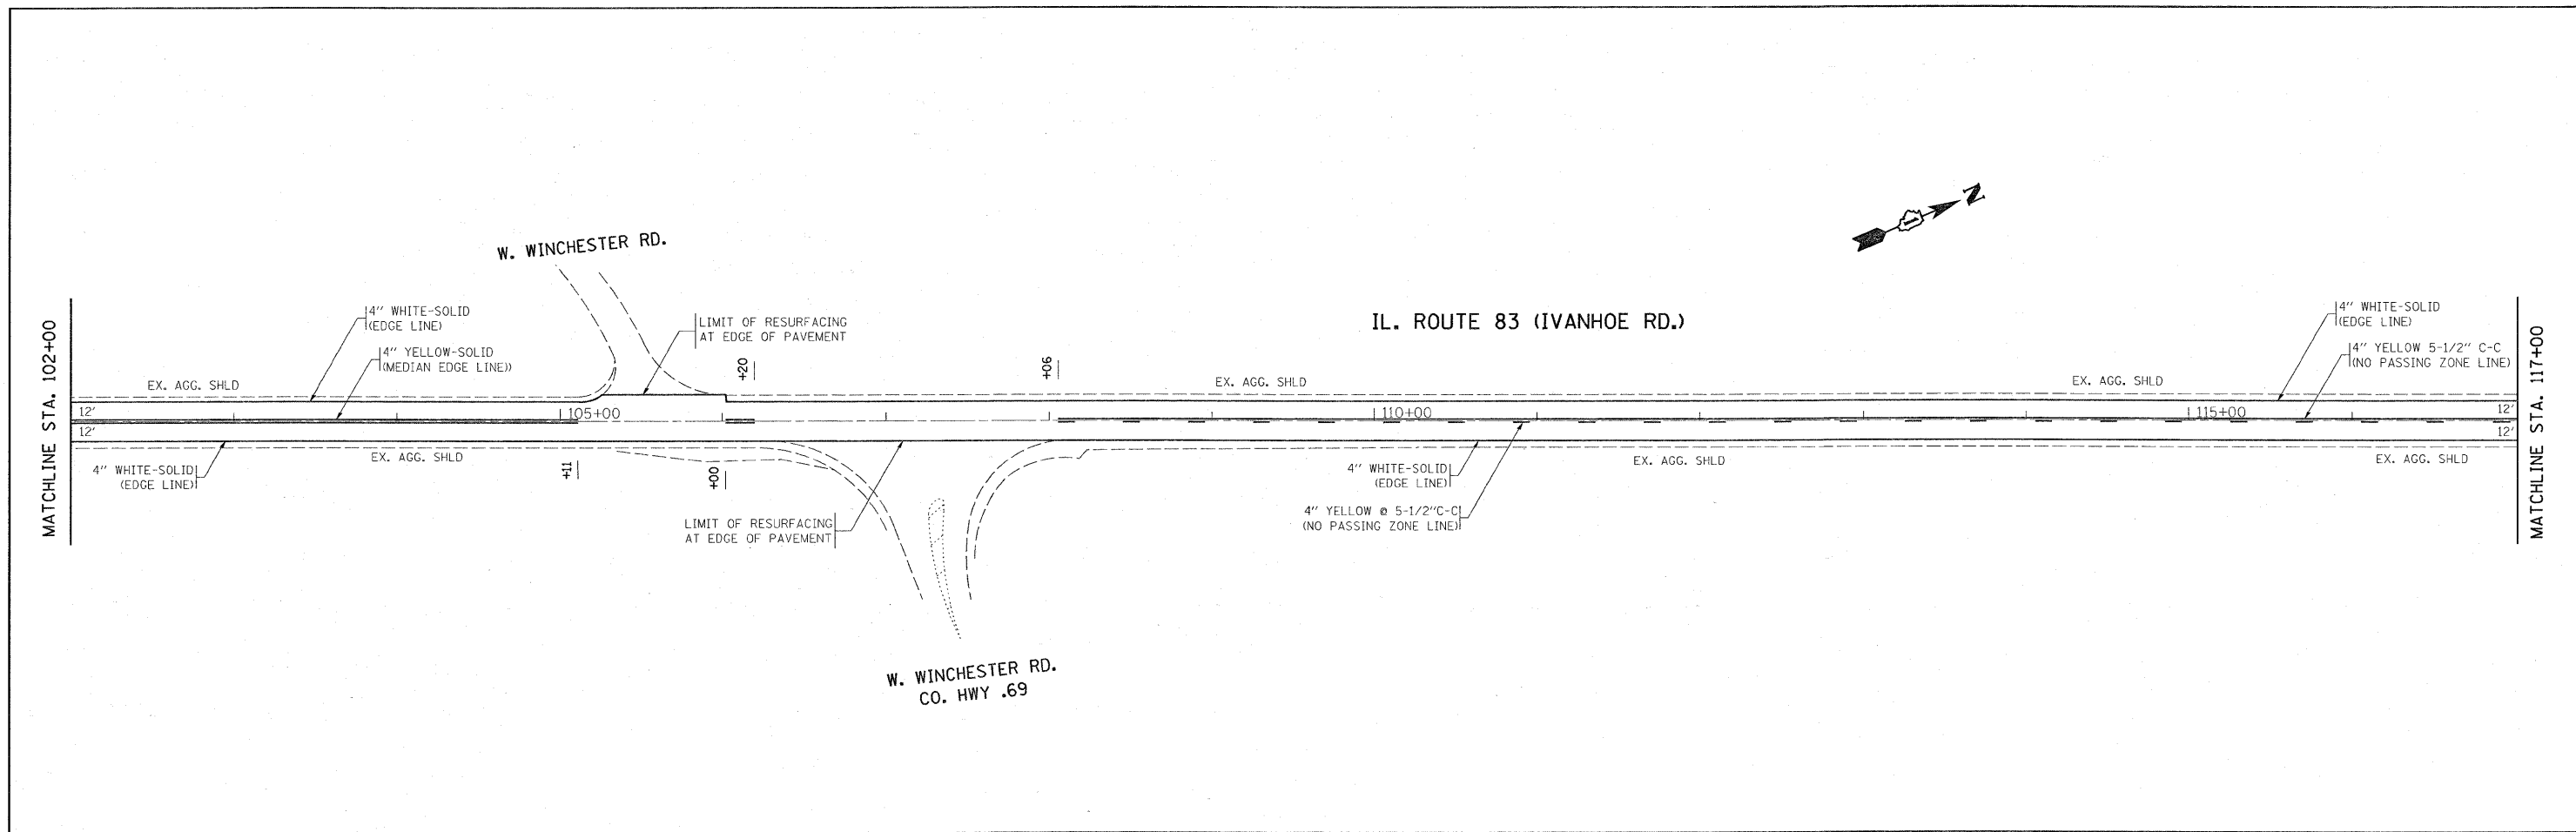 N
W. WINCHESTER RD.
IL. ROUTE 83 (IVANHOE RD.)
4" WHITE-SOLID
(EDGE LINE)
4" YELLOW-SOLID
(MEDIAN EDGE LINE))
LIMIT OF RESURFACING
AT EDGE OF PAVEMENT
4" WHITE-SOLID
(EDGE LINE)
4" YELLOW 5-1/2" C-C
(NO PASSING ZONE LINE)
MATCHLINE STA. 102+00
MATCHLINE STA. 117+00
+20
+06
EX. AGG. SHLD
EX. AGG. SHLD
EX. AGG. SHLD
12'
105+00
110+00
115+00
12'
12'
12'
EX. AGG. SHLD
EX. AGG. SHLD
EX. AGG. SHLD
4" WHITE-SOLID
(EDGE LINE)
+11
+00
4" WHITE-SOLID
(EDGE LINE)
LIMIT OF RESURFACING
AT EDGE OF PAVEMENT
4" YELLOW @ 5-1/2"C-C
(NO PASSING ZONE LINE)
W. WINCHESTER RD.
CO. HWY .69